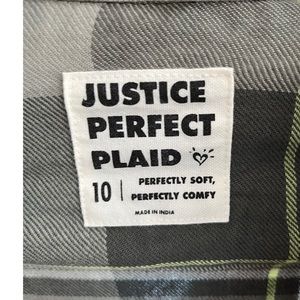 JUSTICE
PERFECT
PLAID
10 | PERFECTLY SOFT,
PERFECTLY COMFY
MADE IN INDIA